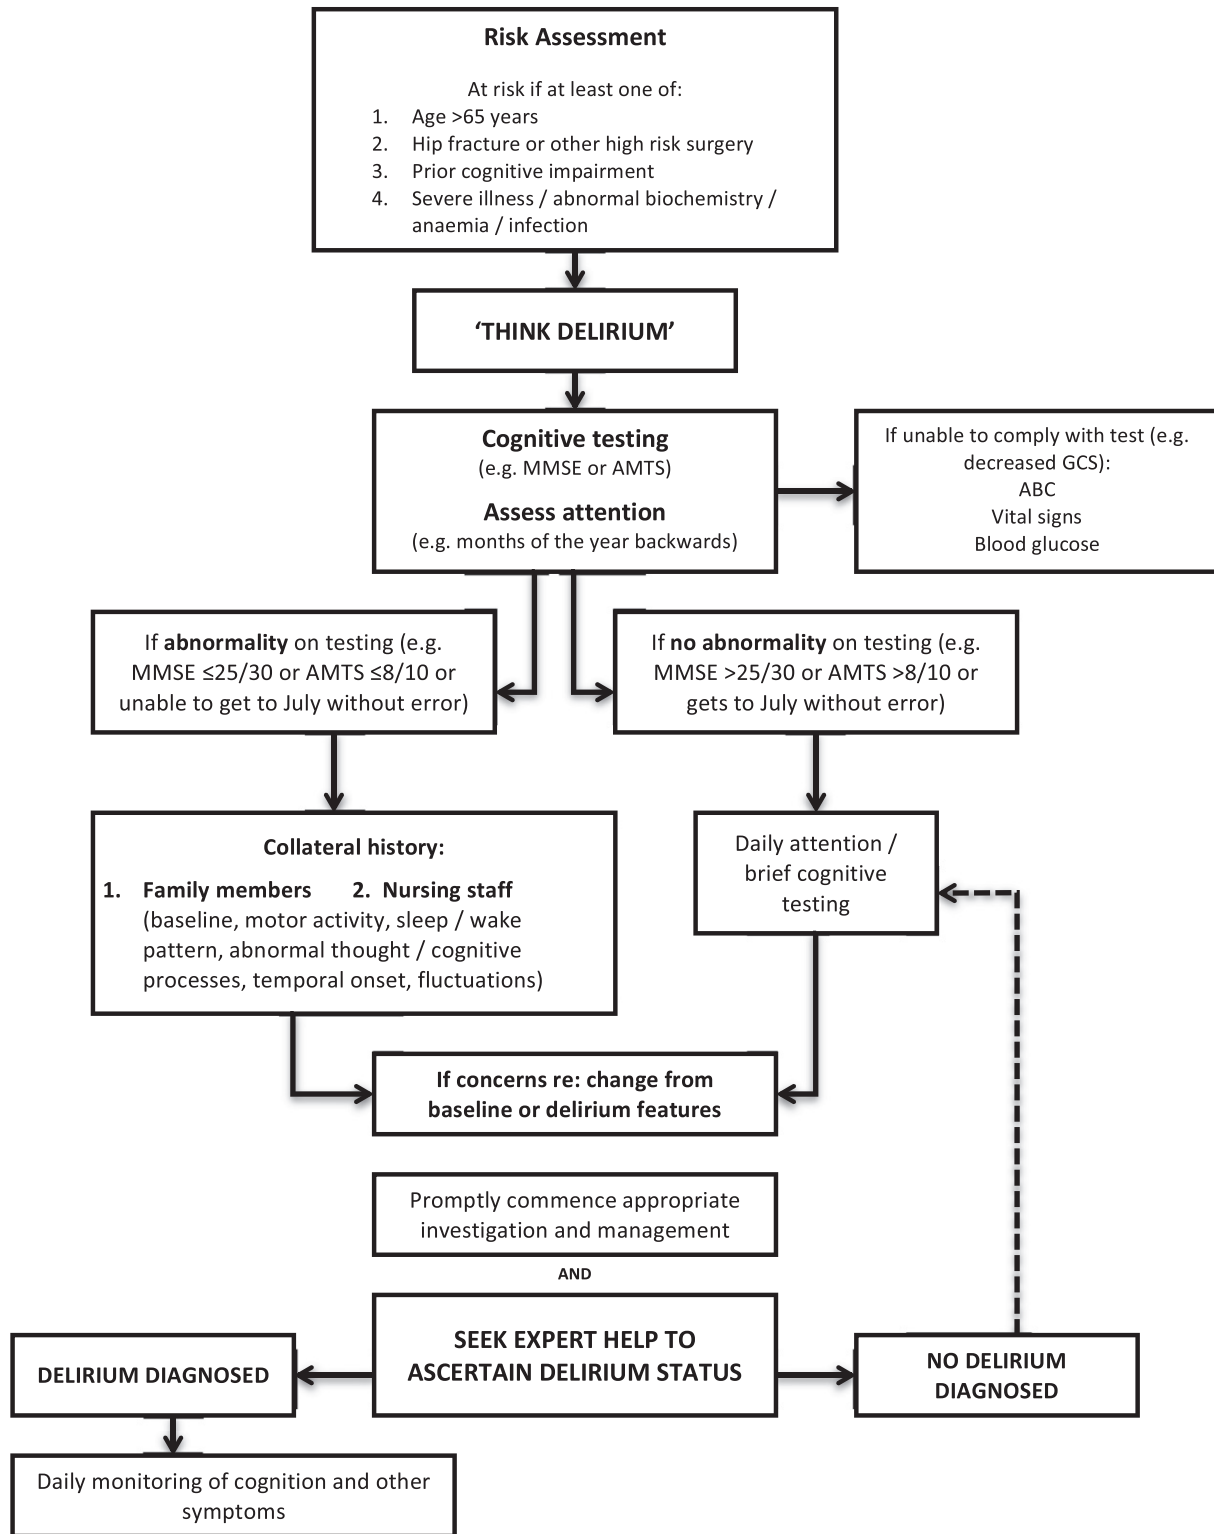 Risk Assessment
At risk if at least one of:
1. Age >65 years
2. Hip fracture or other high risk surgery
3. Prior cognitive impairment
4. Severe illness / abnormal biochemistry /
anaemia / infection
‘THINK DELIRIUM’
Cognitive testing
(e.g. MMSE or AMTS)
Assess attention
(e.g. months of the year backwards)
If unable to comply with test (e.g.
decreased GCS):
ABC
Vital signs
Blood glucose
If abnormality on testing (e.g.
MMSE ≤25/30 or AMTS ≤8/10 or
unable to get to July without error)
If no abnormality on testing (e.g.
MMSE >25/30 or AMTS >8/10 or
gets to July without error)
Collateral history:
1. Family members 2. Nursing staff
(baseline, motor activity, sleep / wake
pattern, abnormal thought / cognitive
processes, temporal onset, fluctuations)
Daily attention /
brief cognitive
testing
If concerns re: change from
baseline or delirium features
Promptly commence appropriate
investigation and management
AND
SEEK EXPERT HELP TO
ASCERTAIN DELIRIUM STATUS
DELIRIUM DIAGNOSED
NO DELIRIUM
DIAGNOSED
Daily monitoring of cognition and other
symptoms